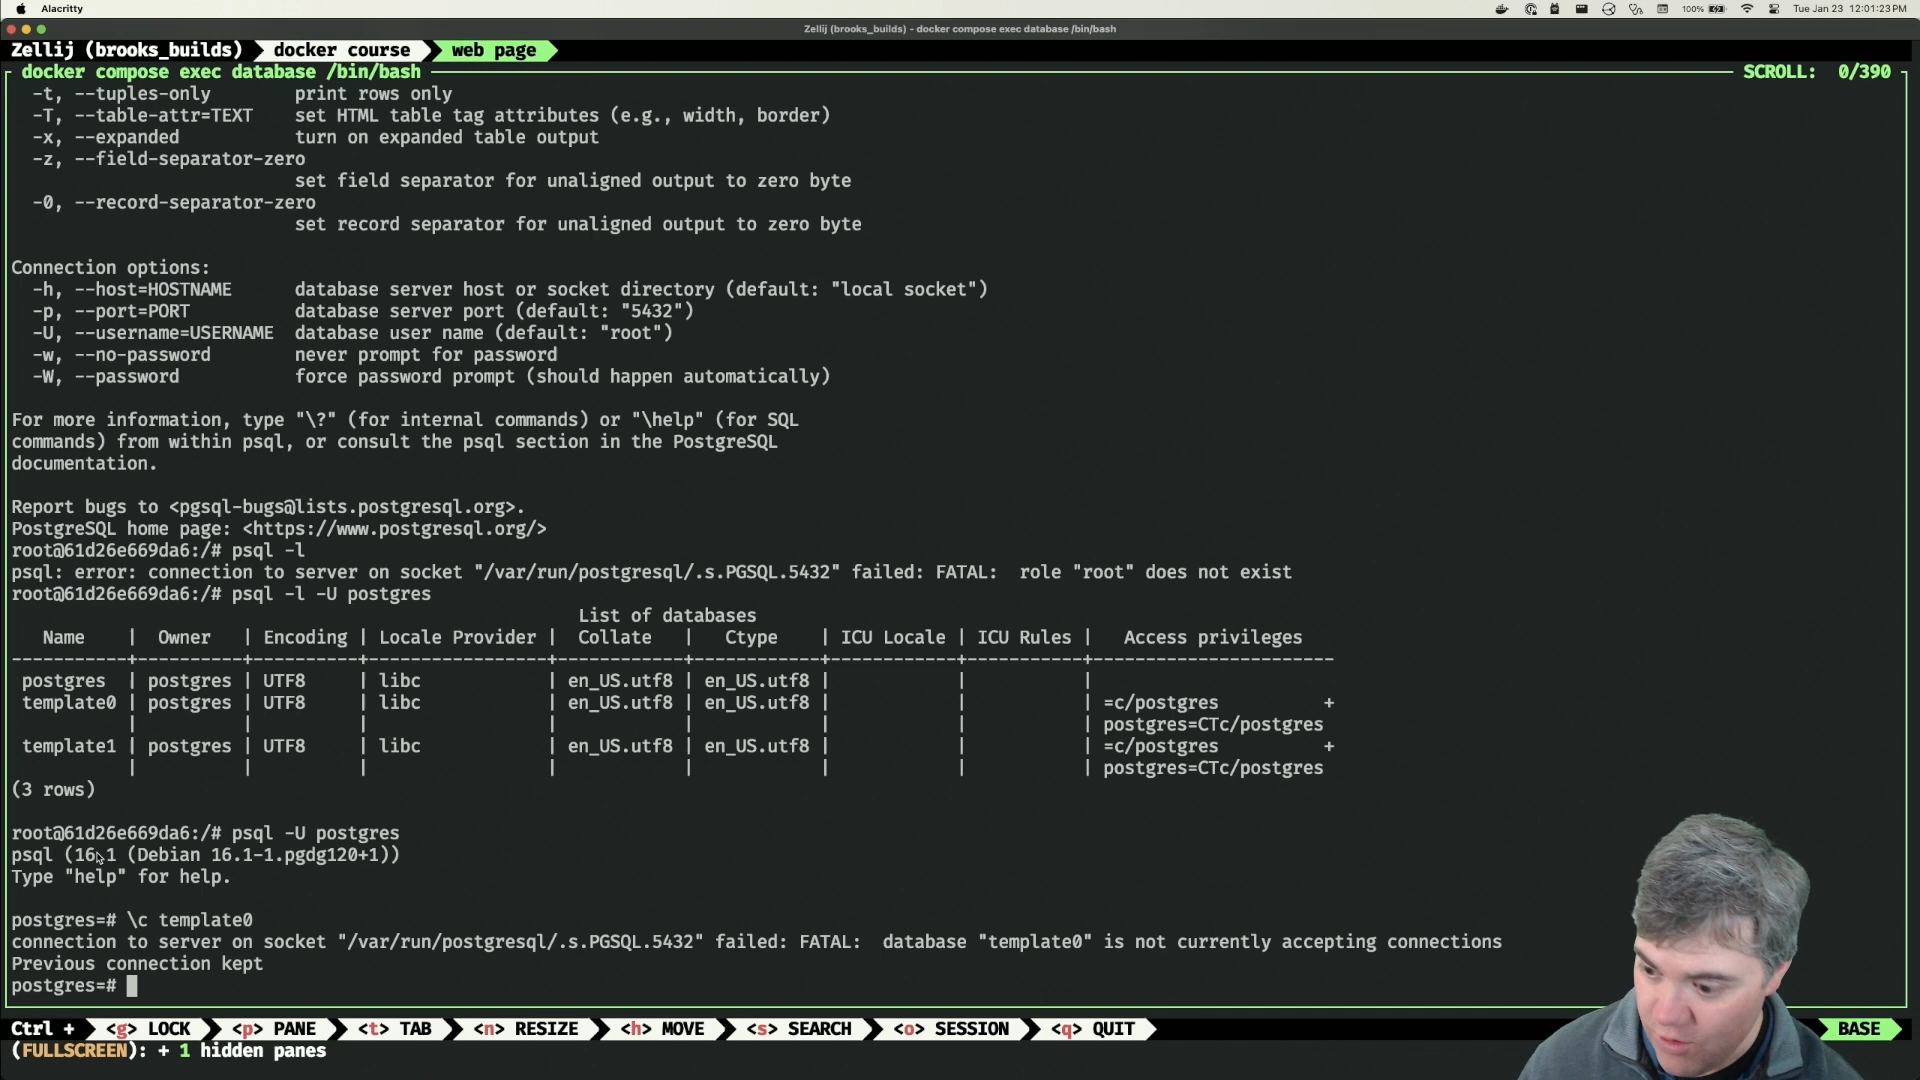 Alacritty
100%
Tue Jan 23 12:01:23 PM
Zellij (brooks_builds) - docker compose exec database /bin/bash
Zellij (brooks_builds) docker course web page
docker compose exec database /bin/bash SCROLL: 0/390
-t, --tuples-only print rows only
-T, --table-attr=TEXT set HTML table tag attributes (e.g., width, border)
-x, --expanded turn on expanded table output
-z, --field-separator-zero
set field separator for unaligned output to zero byte
-0, --record-separator-zero
set record separator for unaligned output to zero byte
Connection options:
-h, --host=HOSTNAME database server host or socket directory (default: "local socket")
-p, --port=PORT database server port (default: "5432")
-U, --username=USERNAME database user name (default: "root")
-w, --no-password never prompt for password
-W, --password force password prompt (should happen automatically)
For more information, type "\?" (for internal commands) or "\help" (for SQL
commands) from within psql, or consult the psql section in the PostgreSQL
documentation.
Report bugs to <pgsql-bugs@lists.postgresql.org>.
PostgreSQL home page: <https://www.postgresql.org/>
root@61d26e669da6:/# psql -l
psql: error: connection to server on socket "/var/run/postgresql/.s.PGSQL.5432" failed: FATAL:  role "root" does not exist
root@61d26e669da6:/# psql -l -U postgres
List of databases
Name | Owner | Encoding | Locale Provider | Collate | Ctype | ICU Locale | ICU Rules | Access privileges
-----------+----------+----------+-----------------+------------+------------+------------+-----------+-----------------------
postgres | postgres | UTF8 | libc | en_US.utf8 | en_US.utf8 | | |
template0 | postgres | UTF8 | libc | en_US.utf8 | en_US.utf8 | | | =c/postgres +
| | | | | | | | postgres=CTc/postgres
template1 | postgres | UTF8 | libc | en_US.utf8 | en_US.utf8 | | | =c/postgres +
| | | | | | | | postgres=CTc/postgres
(3 rows)
root@61d26e669da6:/# psql -U postgres
psql (16.1 (Debian 16.1-1.pgdg120+1))
Type "help" for help.
postgres=# \c template0
connection to server on socket "/var/run/postgresql/.s.PGSQL.5432" failed: FATAL:  database "template0" is not currently accepting connections
Previous connection kept
postgres=#
Ctrl + <g> LOCK <p> PANE <t> TAB <n> RESIZE <h> MOVE <s> SEARCH <o> SESSION <q> QUIT BASE
(FULLSCREEN): + 1 hidden panes